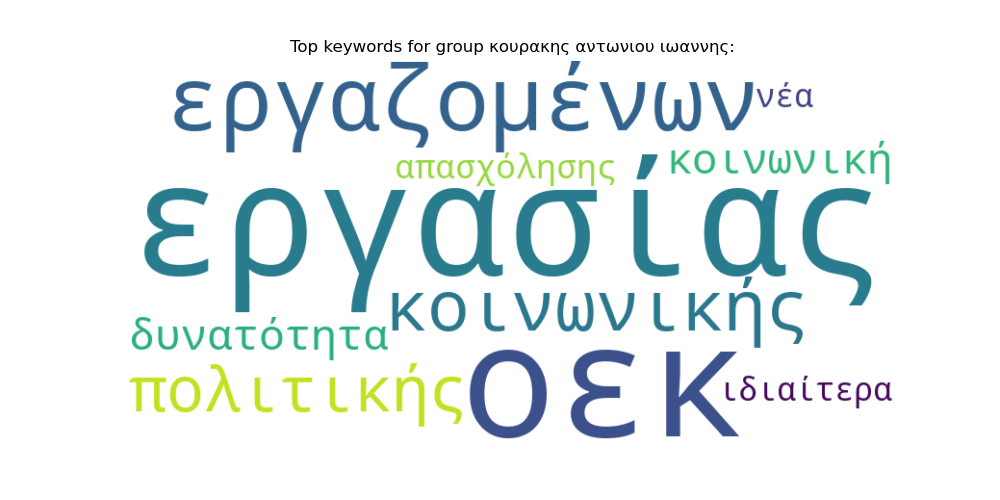 Top keywords for group κουρακης αντωνιου ιωαννης:
εργαζομένων
νέα
απασχόλησης
κοινωνική
εργασίας
κοινωνικής
δυνατότητα
πολιτικής
οεκ
ιδιαίτερα